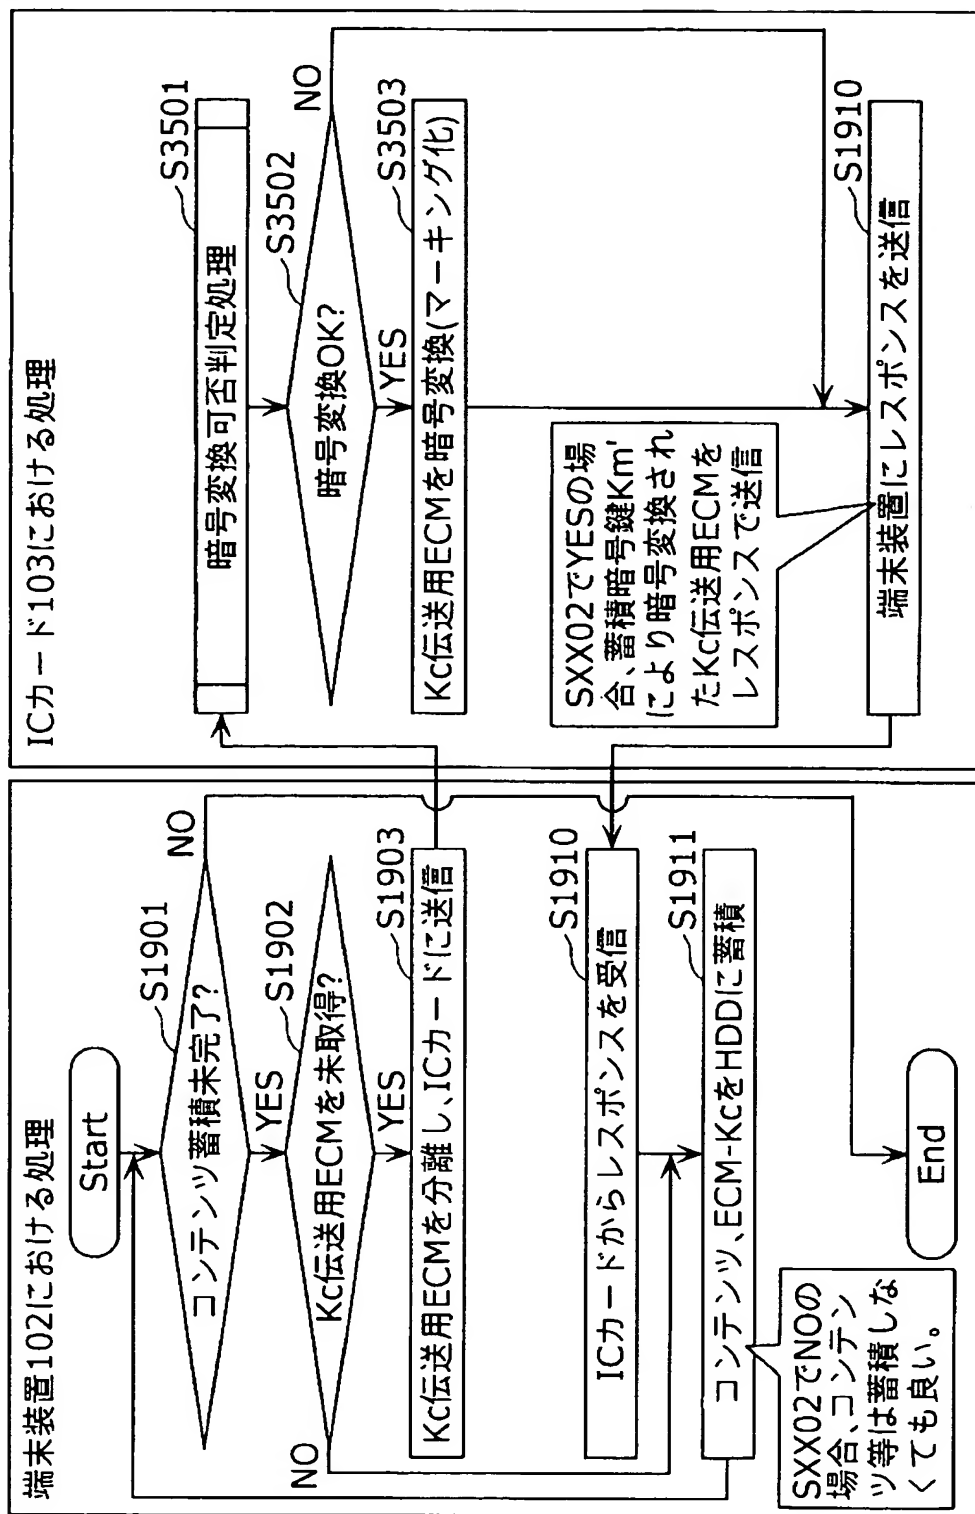 端末装置102における処理
Start
S1901
コンテンツ蓄積未完了?
NO
YES
S1902
Kc伝送用ECMを未取得?
NO
YES
S1903
Kc伝送用ECMを分離し、ICカードに送信
S1910
ICカードからレスポンスを受信
S1911
コンテンツ、ECM-KcをHDDに蓄積
SXX02でNOの
場合、コンテン
ツ等は蓄積しな
くても良い。
End
ICカード103における処理
S3501
暗号変換可否判定処理
S3502
暗号変換OK?
NO
YES
S3503
Kc伝送用ECMを暗号変換(マーキング化)
SXX02でYESの場
合、蓄積暗号鍵Km'
により暗号変換され
たKc伝送用ECMを
レスポンスで送信
S1910
端末装置にレスポンスを送信